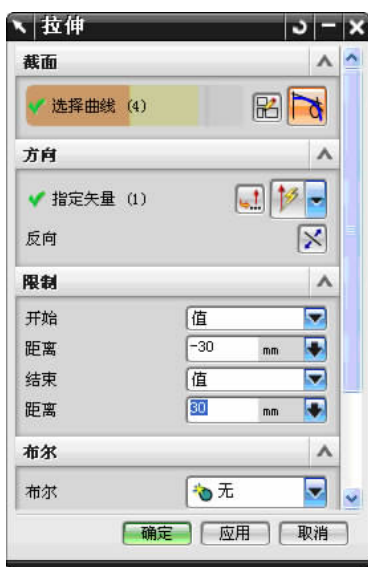 拉伸
截面
选择曲线 (4)
方向
指定矢量 (1)
反向
限制
开始 值
距离 -30 mm
结束 值
距离 30 mm
布尔
布尔 无
确定 应用 取消